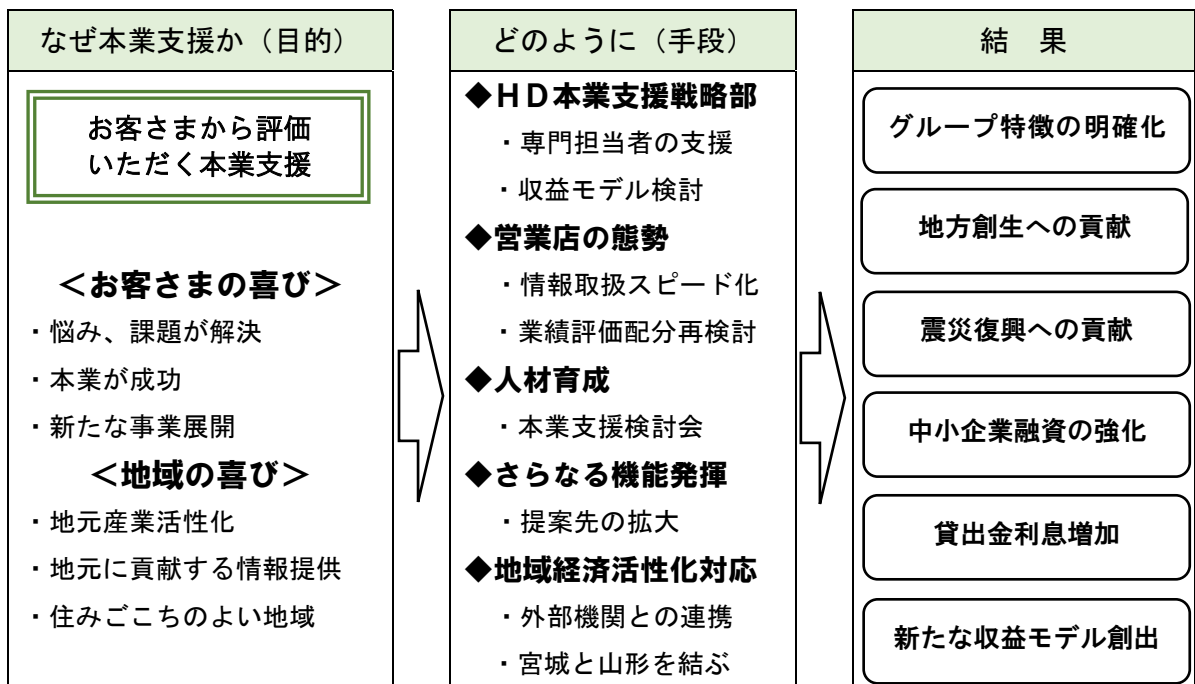 なぜ本業支援か（目的）
お客さまから評価
いただく本業支援
＜お客さまの喜び＞
・悩み、課題が解決
・本業が成功
・新たな事業展開
＜地域の喜び＞
・地元産業活性化
・地元に貢献する情報提供
・住みごこちのよい地域
どのように（手段）
◆ＨＤ本業支援戦略部
・専門担当者の支援
・収益モデル検討
◆営業店の態勢
・情報取扱スピード化
・業績評価配分再検討
◆人材育成
・本業支援検討会
◆さらなる機能発揮
・提案先の拡大
◆地域経済活性化対応
・外部機関との連携
・宮城と山形を結ぶ
結　果
グループ特徴の明確化
地方創生への貢献
震災復興への貢献
中小企業融資の強化
貸出金利息増加
新たな収益モデル創出